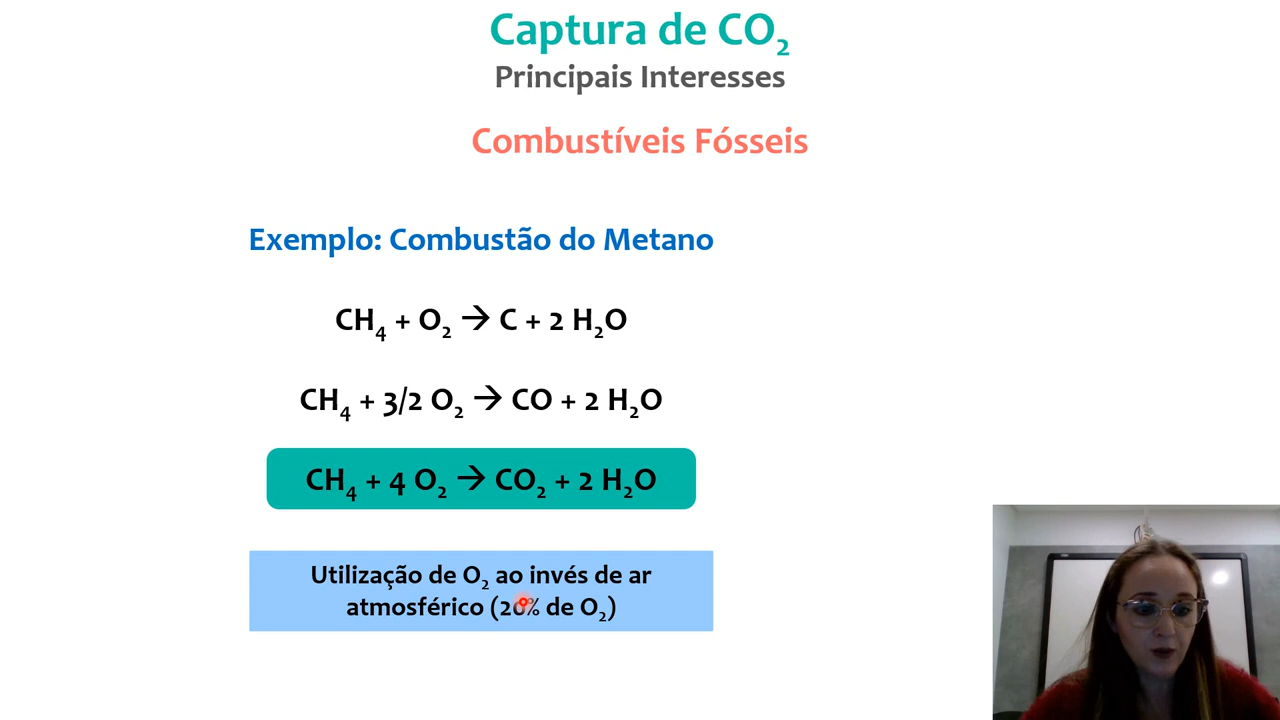 Captura de CO₂
Principais Interesses
Combustíveis Fósseis
Exemplo: Combustão do Metano
CH₄ + O₂ → C + 2 H₂O
CH₄ + 3/2 O₂ → CO + 2 H₂O
CH₄ + 4 O₂ → CO₂ + 2 H₂O
Utilização de O₂ ao invés de ar
atmosférico (20% de O₂)